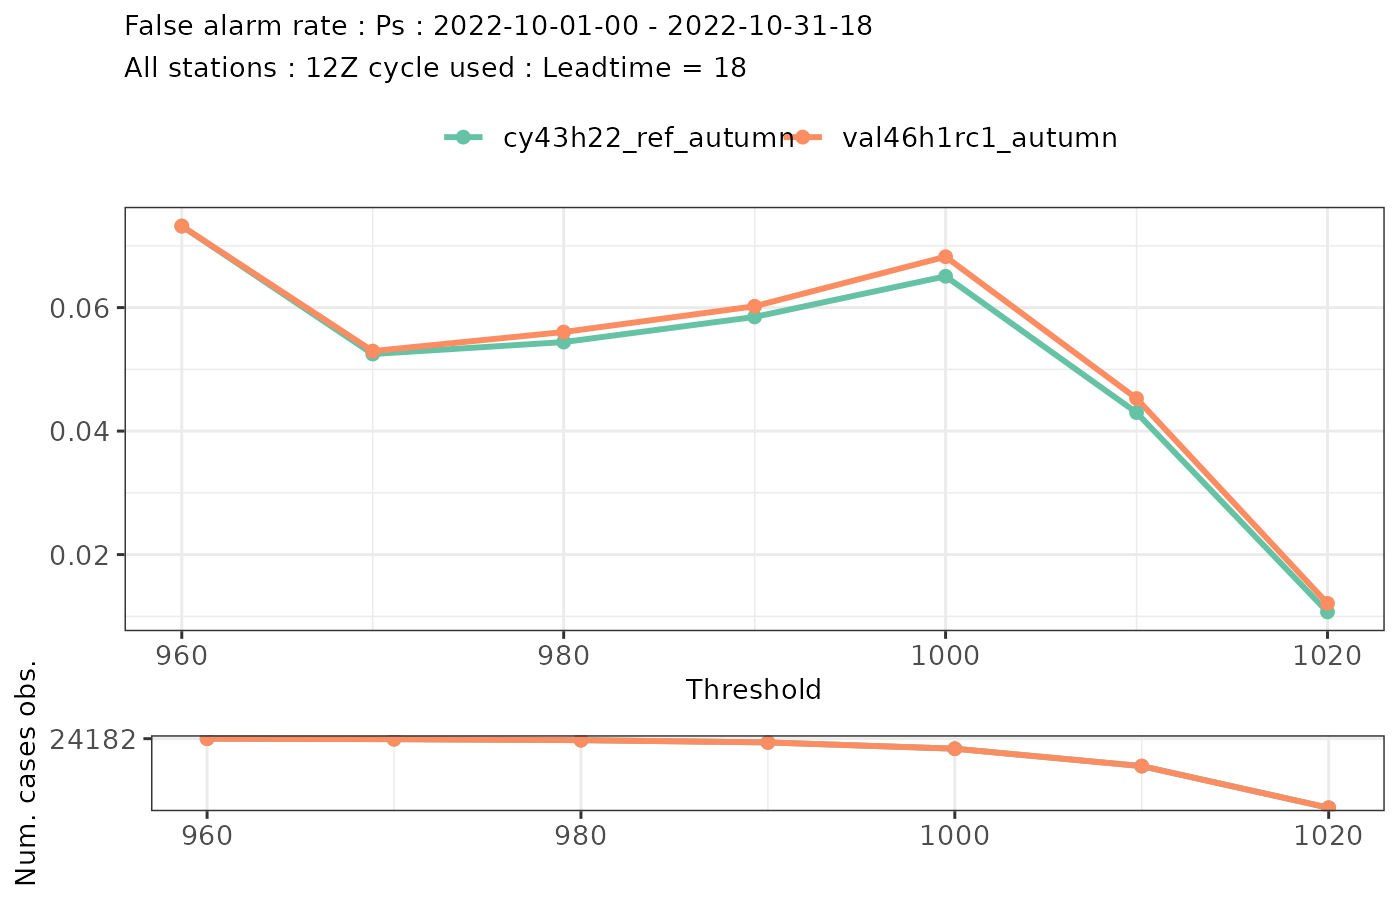 False alarm rate : Ps : 2022-10-01-00 - 2022-10-31-18
All stations : 12Z cycle used : Leadtime = 18
cy43h22_ref_autumn val46h1rc1_autumn
0.06
0.04
0.02
960 980 1000 1020
Threshold
Num. cases obs.
24182
960 980 1000 1020